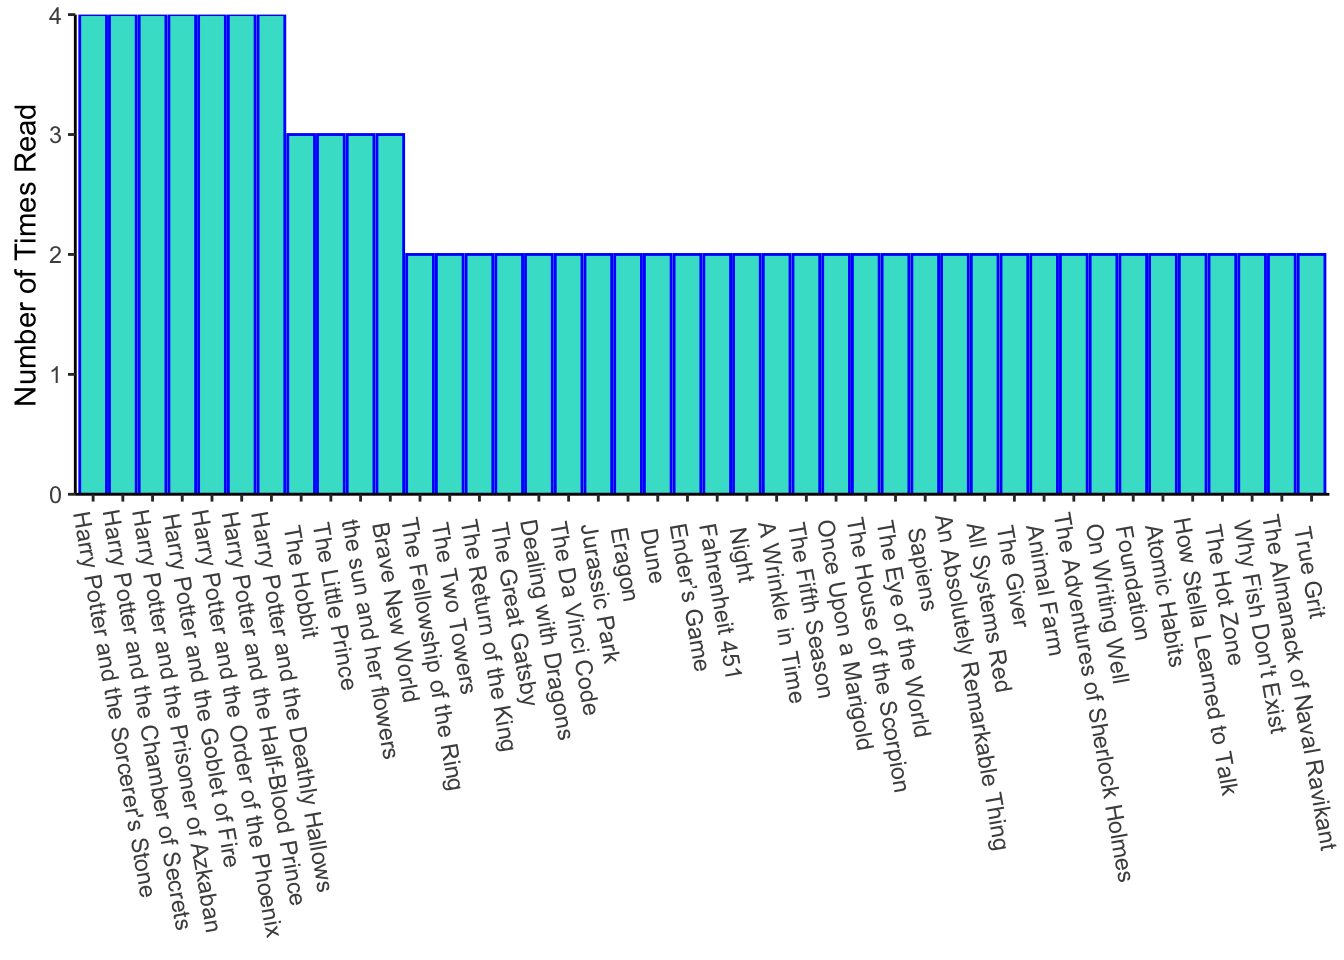 Number of Times Read
4
3
2
1
0
Harry Potter and the Sorcerer's Stone
Harry Potter and the Chamber of Secrets
Harry Potter and the Prisoner of Azkaban
Harry Potter and the Goblet of Fire
Harry Potter and the Order of the Phoenix
Harry Potter and the Half-Blood Prince
Harry Potter and the Deathly Hallows
The Hobbit
The Little Prince
the sun and her flowers
Brave New World
The Fellowship of the Ring
The Two Towers
The Return of the King
The Great Gatsby
Dealing with Dragons
The Da Vinci Code
Jurassic Park
Eragon
Dune
Ender's Game
Fahrenheit 451
Night
A Wrinkle in Time
The Fifth Season
Once Upon a Marigold
The House of the Scorpion
The Eye of the World
Sapiens
An Absolutely Remarkable Thing
All Systems Red
The Giver
Animal Farm
The Adventures of Sherlock Holmes
On Writing Well
Foundation
Atomic Habits
How Stella Learned to Talk
The Hot Zone
Why Fish Don't Exist
The Almanack of Naval Ravikant
True Grit